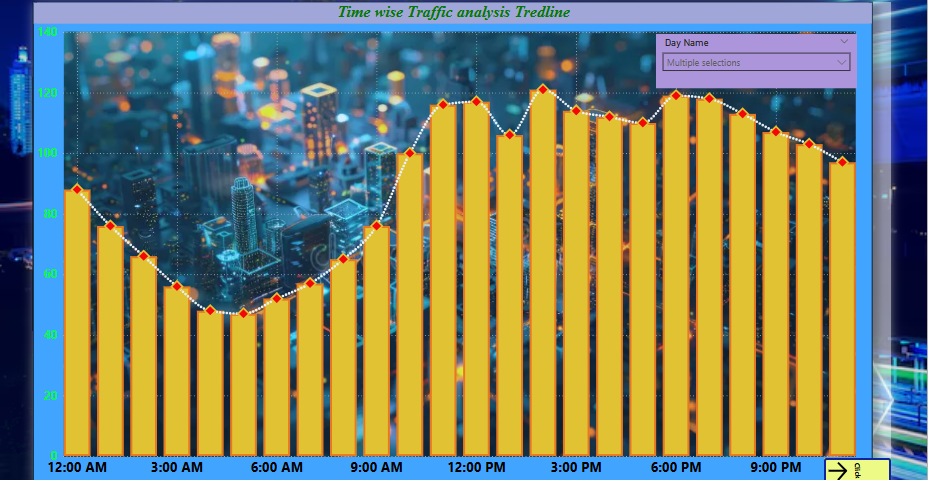 Time wise Traffic analysis Tredline
Day Name
Multiple selections
140
120
100
80
60
40
20
0
12:00 AM 3:00 AM 6:00 AM 9:00 AM 12:00 PM 3:00 PM 6:00 PM 9:00 PM